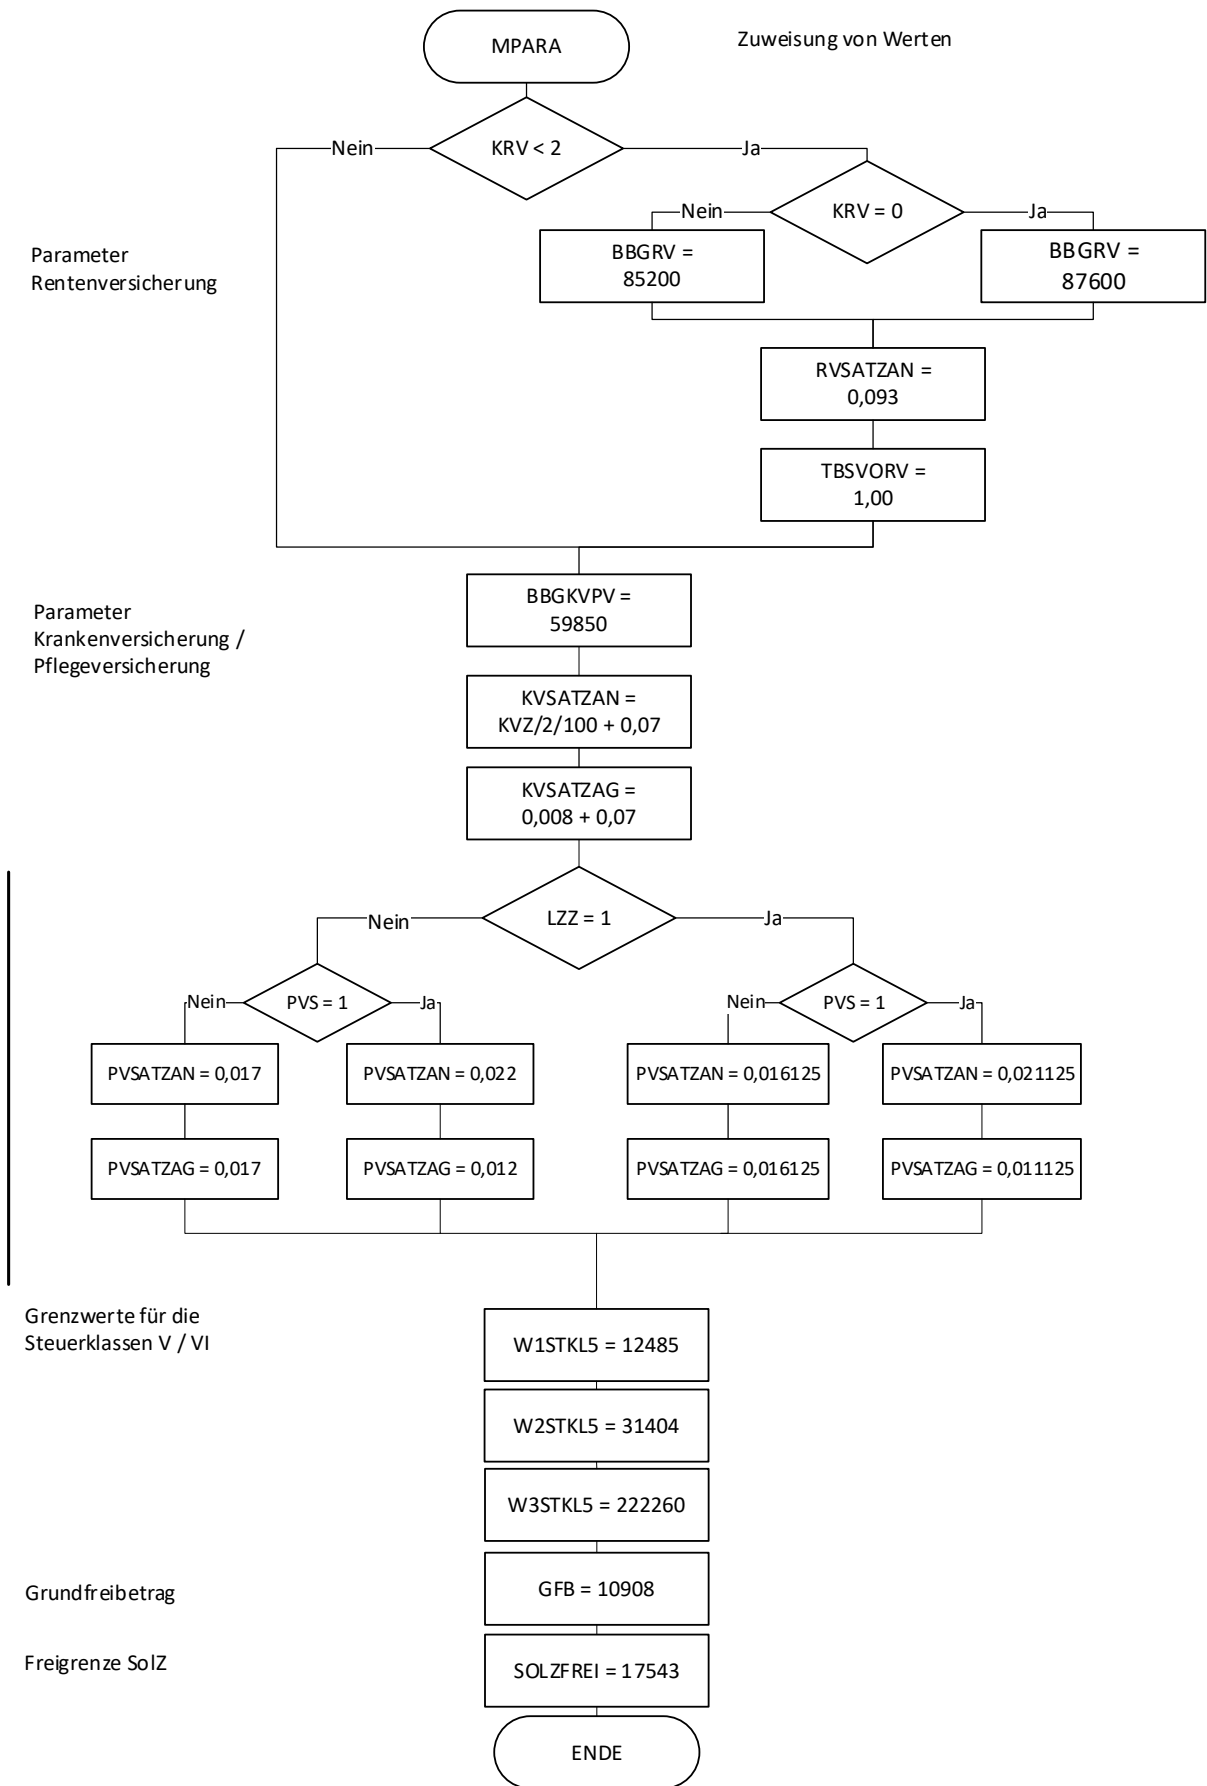 MPARA
Zuweisung von Werten
Nein
KRV < 2
Ja
Nein
KRV = 0
Ja
Parameter
Rentenversicherung
BBGRV =
85200
BBGRV =
87600
RVSATZAN =
0,093
TBSVORV =
1,00
Parameter
Krankenversicherung /
Pflegeversicherung
BBGKVPV =
59850
KVSATZAN =
KVZ/2/100 + 0,07
KVSATZAG =
0,008 + 0,07
Nein
LZZ = 1
Ja
Nein
PVS = 1
Ja
Nein
PVS = 1
Ja
PVSATZAN = 0,017
PVSATZAN = 0,022
PVSATZAN = 0,016125
PVSATZAN = 0,021125
PVSATZAG = 0,017
PVSATZAG = 0,012
PVSATZAG = 0,016125
PVSATZAG = 0,011125
Grenzwerte für die
Steuerklassen V / VI
W1STKL5 = 12485
W2STKL5 = 31404
W3STKL5 = 222260
Grundfreibetrag
GFB = 10908
Freigrenze SolZ
SOLZFREI = 17543
ENDE